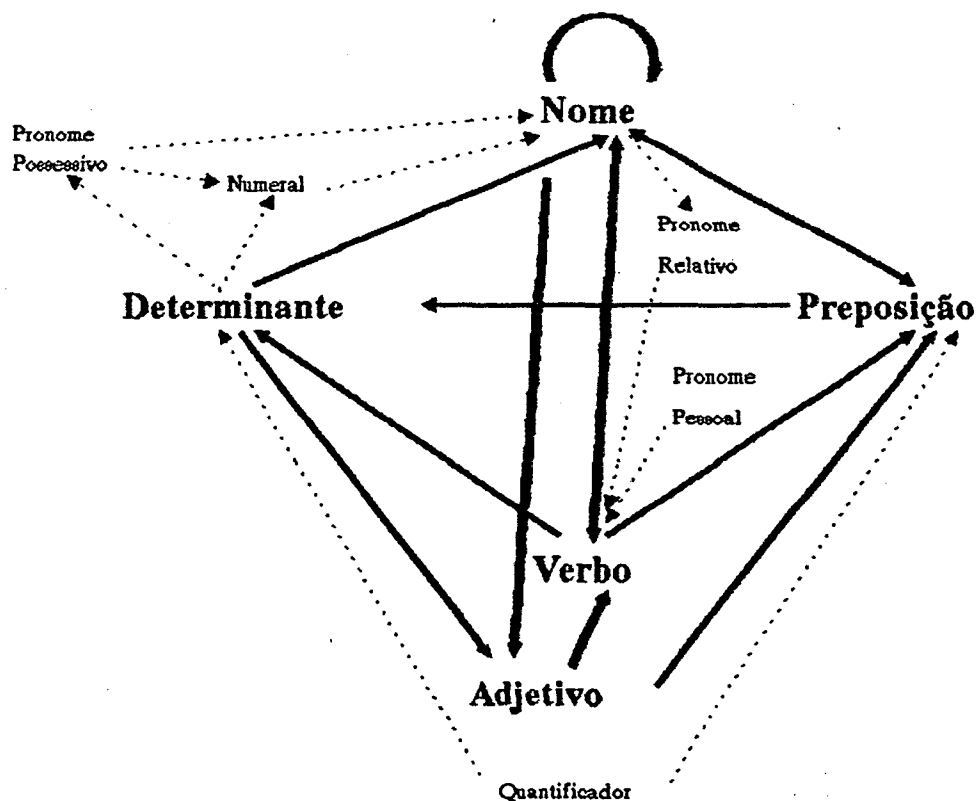 Nome
Pronome
Possessivo
Numeral
Pronome
Relativo
Determinante
Preposição
Pronome
Pessoal
Verbo
Adjetivo
Quantificador